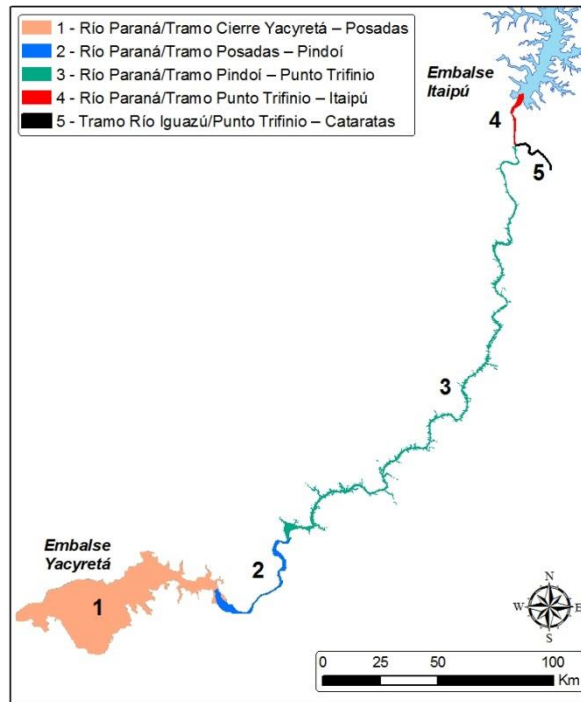 1 - Río Paraná/Tramo Cierre Yacyretá – Posadas
2 - Río Paraná/Tramo Posadas – Pindoí
3 - Río Paraná/Tramo Pindoí – Punto Trifinio
4 - Río Paraná/Tramo Punto Trifinio – Itaipú
5 - Tramo Río Iguazú/Punto Trifinio – Cataratas
Embalse
Itaipú
4
5
3
Embalse
Yacyretá
2
1
N
W
E
S
0 25 50 100
Km